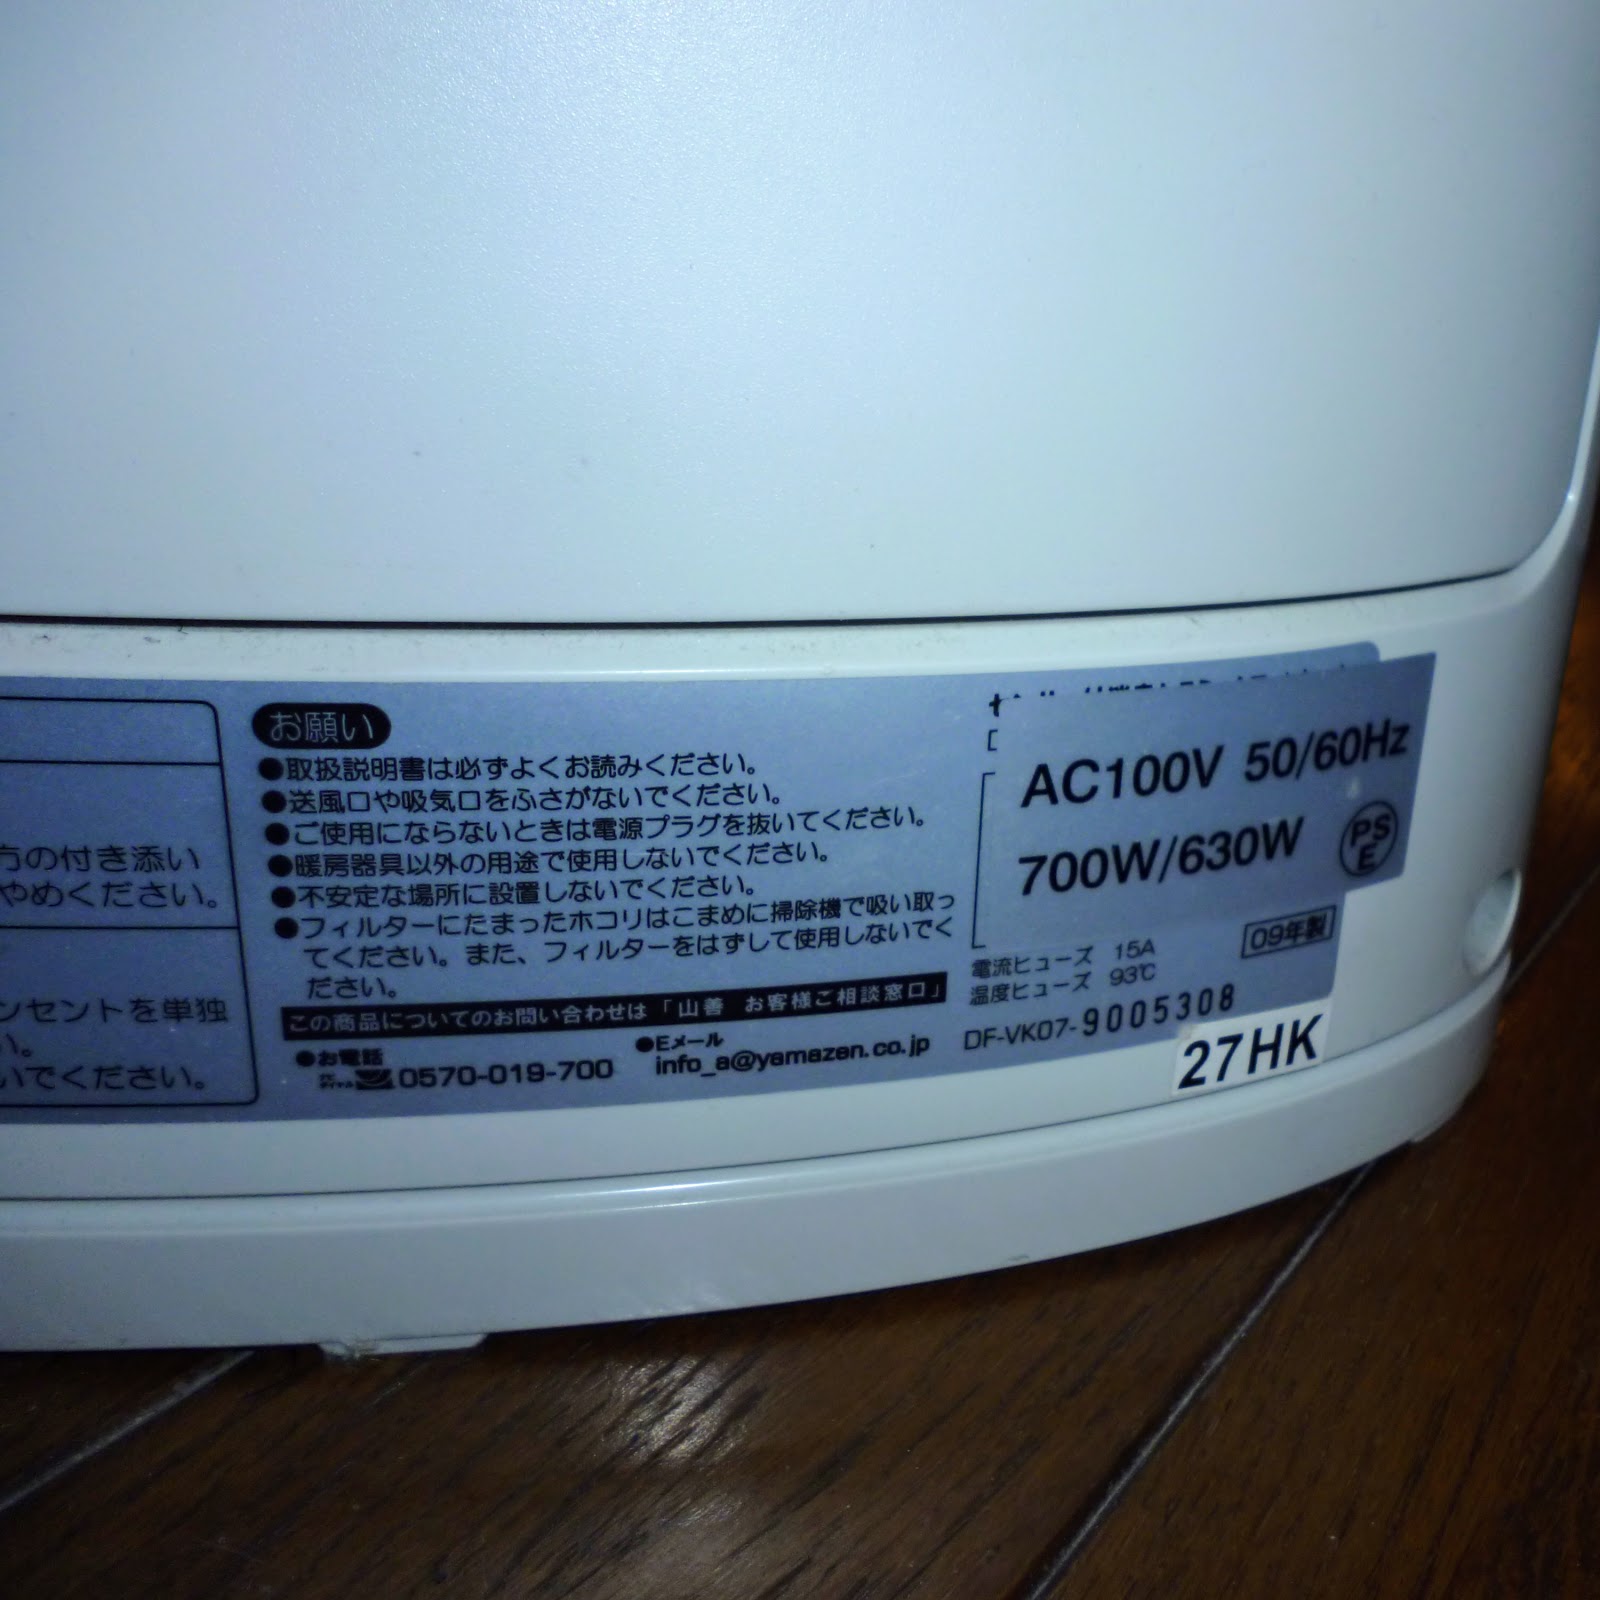 方の付き添い
やめください。
ンセントを単独
い。
いでください。
お願い
●取扱説明書は必ずよくお読みください。
●送風口や吸気口をふさがないでください。
●ご使用にならないときは電源プラグを抜いてください。
●暖房器具以外の用途で使用しないでください。
●不安定な場所に設置しないでください。
●フィルターにたまったホコリはこまめに掃除機で吸い取っ
てください。また、フィルターをはずして使用しないでく
ださい。
この商品についてのお問い合わせは「山善 お客様ご相談窓口」
●お電話
ナビダイヤル 0570-019-700
●Eメール
info_a@yamazen.co.jp
AC100V 50/60Hz
700W/630W
PSE
09年製
電流ヒューズ 15A
温度ヒューズ 93℃
DF-VK07-9005308
27HK